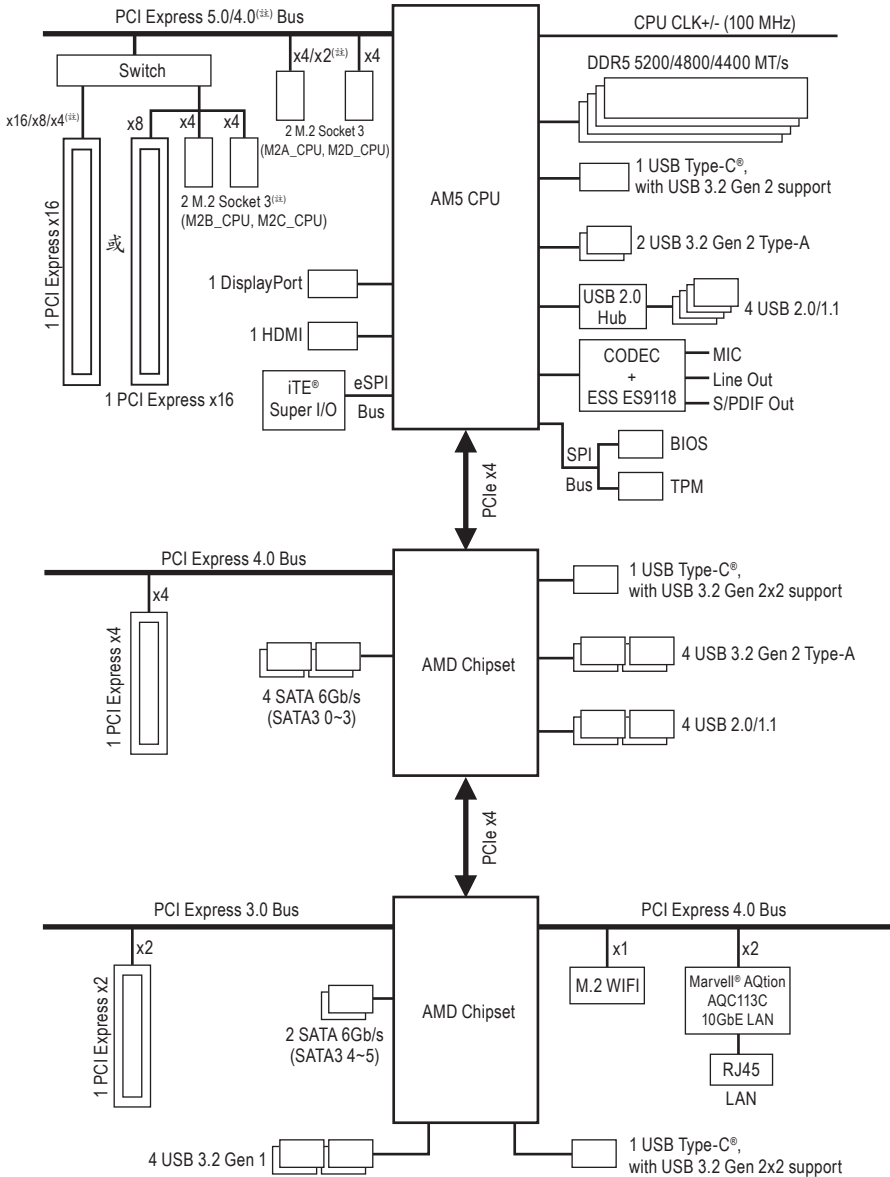 PCI Express 5.0/4.0(註) Bus
CPU CLK+/- (100 MHz)
Switch
x4/x2(註)
x4
DDR5 5200/4800/4400 MT/s
x16/x8/x4(註)
x8
x4
x4
2 M.2 Socket 3
(M2A_CPU, M2D_CPU)
2 M.2 Socket 3(註)
(M2B_CPU, M2C_CPU)
1 PCI Express x16
或
1 PCI Express x16
AM5 CPU
1 USB Type-C®,
with USB 3.2 Gen 2 support
2 USB 3.2 Gen 2 Type-A
1 DisplayPort
USB 2.0
Hub
4 USB 2.0/1.1
1 HDMI
CODEC
+
ESS ES9118
MIC
Line Out
S/PDIF Out
iTE®
Super I/O
eSPI
Bus
SPI
Bus
BIOS
TPM
PCIe x4
PCI Express 4.0 Bus
x4
1 PCI Express x4
4 SATA 6Gb/s
(SATA3 0~3)
AMD Chipset
1 USB Type-C®,
with USB 3.2 Gen 2x2 support
4 USB 3.2 Gen 2 Type-A
4 USB 2.0/1.1
PCIe x4
PCI Express 3.0 Bus
PCI Express 4.0 Bus
x2
1 PCI Express x2
2 SATA 6Gb/s
(SATA3 4~5)
AMD Chipset
x1
M.2 WIFI
x2
Marvell® AQtion
AQC113C
10GbE LAN
RJ45
LAN
4 USB 3.2 Gen 1
1 USB Type-C®,
with USB 3.2 Gen 2x2 support